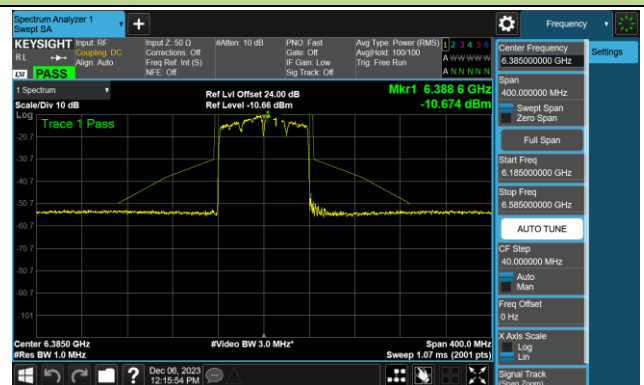 Spectrum Analyzer 1
Swept SA
Frequency
KEYSIGHT
RL
LXI
PASS
Input: RF
Coupling: DC
Align: Auto
Input Z: 50 Ω
Corrections: Off
Freq Ref: Int (S)
NFE: Off
#Atten: 10 dB
PNO: Fast
Gate: Off
IF Gain: Low
Sig Track: Off
Avg Type: Power (RMS)
Avg|Hold: 100/100
Trig: Free Run
1 2 3 4 5 6
A W W W W W
A N N N N N
Center Frequency
6.385000000 GHz
Settings
Span
400.000000 MHz
Swept Span
Zero Span
Full Span
Start Freq
6.185000000 GHz
Stop Freq
6.585000000 GHz
AUTO TUNE
CF Step
40.000000 MHz
Auto
Man
Freq Offset
0 Hz
X Axis Scale
Log
Lin
Signal Track
(Span Zoom)
1 Spectrum
Scale/Div 10 dB
Ref Lvl Offset 24.00 dB
Ref Level -10.66 dBm
Mkr1 6.388 6 GHz
-10.674 dBm
Log
Trace 1 Pass
1
-20.7
-30.7
-40.7
-50.7
-60.7
-70.7
-80.7
-90.7
-101
Center 6.3850 GHz
#Res BW 1.0 MHz
#Video BW 3.0 MHz*
Span 400.0 MHz
Sweep 1.07 ms (2001 pts)
Dec 06, 2023
12:15:54 PM